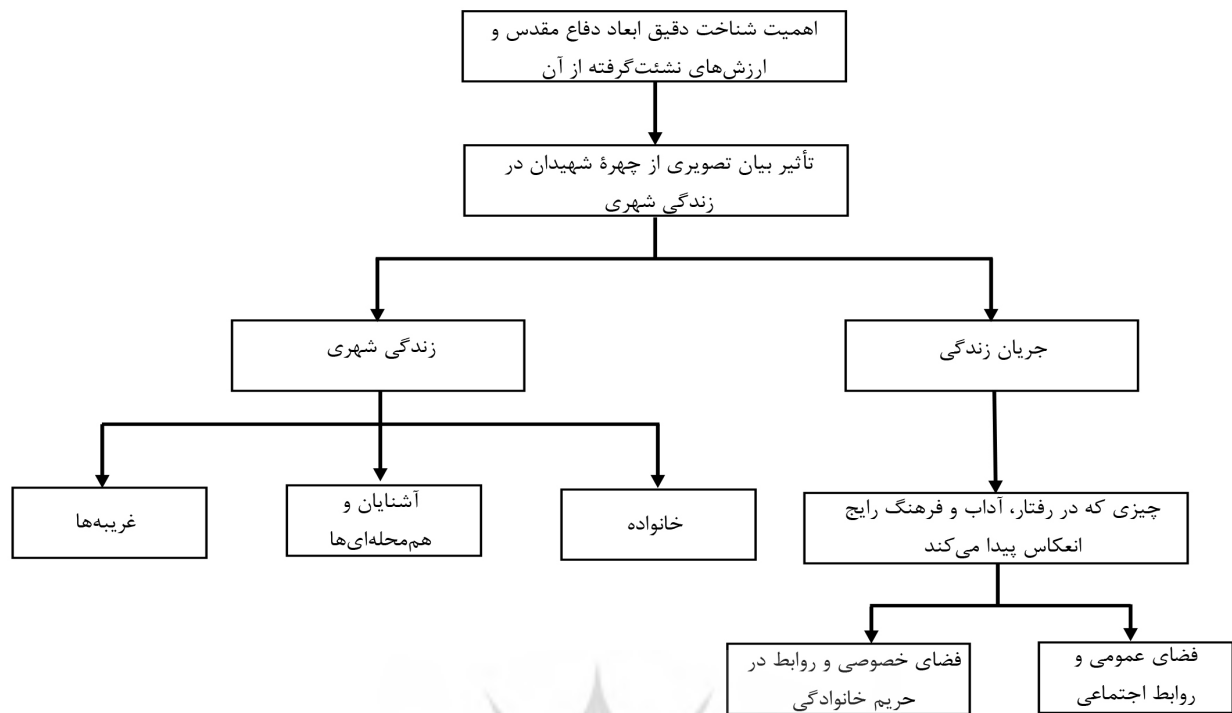 اهمیت شناخت دقیق ابعاد دفاع مقدس و
ارزش‌های نشئت‌گرفته از آن
تأثیر بیان تصویری از چهرهٔ شهیدان در
زندگی شهری
جریان زندگی
زندگی شهری
خانواده
آشنایان و
هم‌محله‌ای‌ها
غریبه‌ها
چیزی که در رفتار، آداب و فرهنگ رایج
انعکاس پیدا می‌کند
فضای عمومی و
روابط اجتماعی
فضای خصوصی و روابط در
حریم خانوادگی